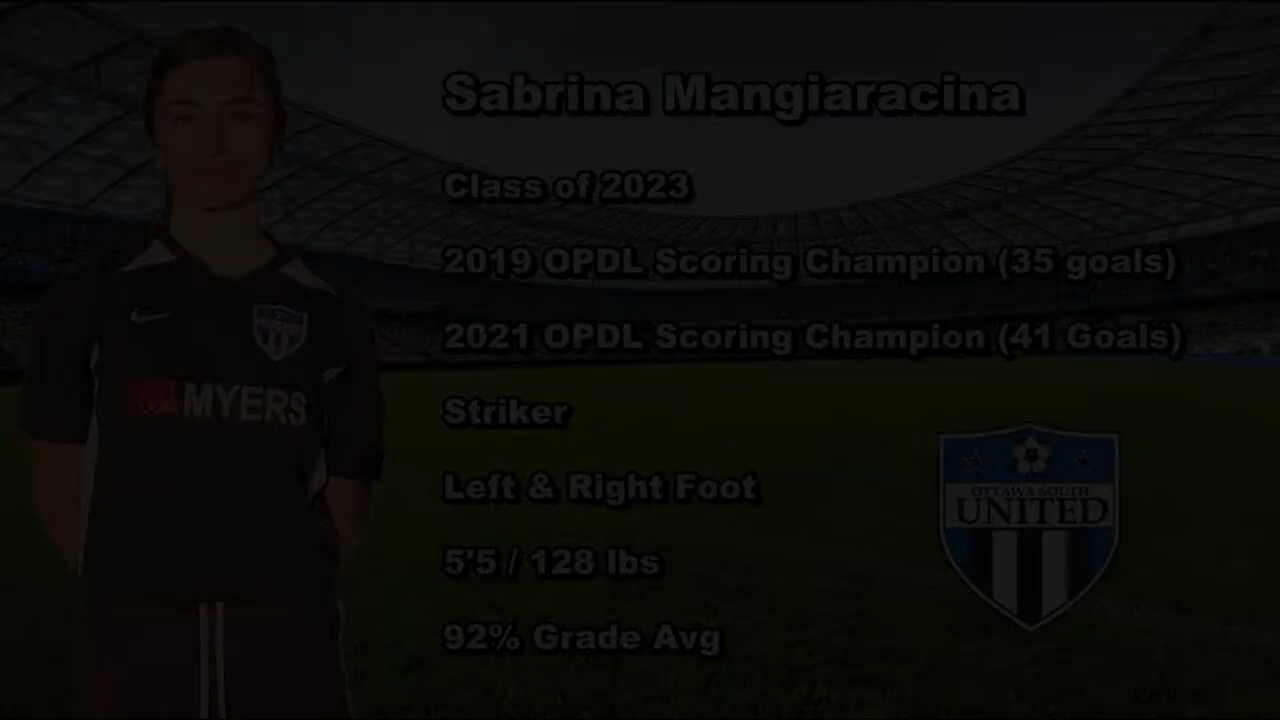 Sabrina Mangiaracina
Class of 2023
2019 OPDL Scoring Champion (35 goals)
2021 OPDL Scoring Champion (41 Goals)
MYERS
Striker
Left & Right Foot
OTTAWA SOUTH
UNITED
5'5 / 128 lbs
92% Grade Avg